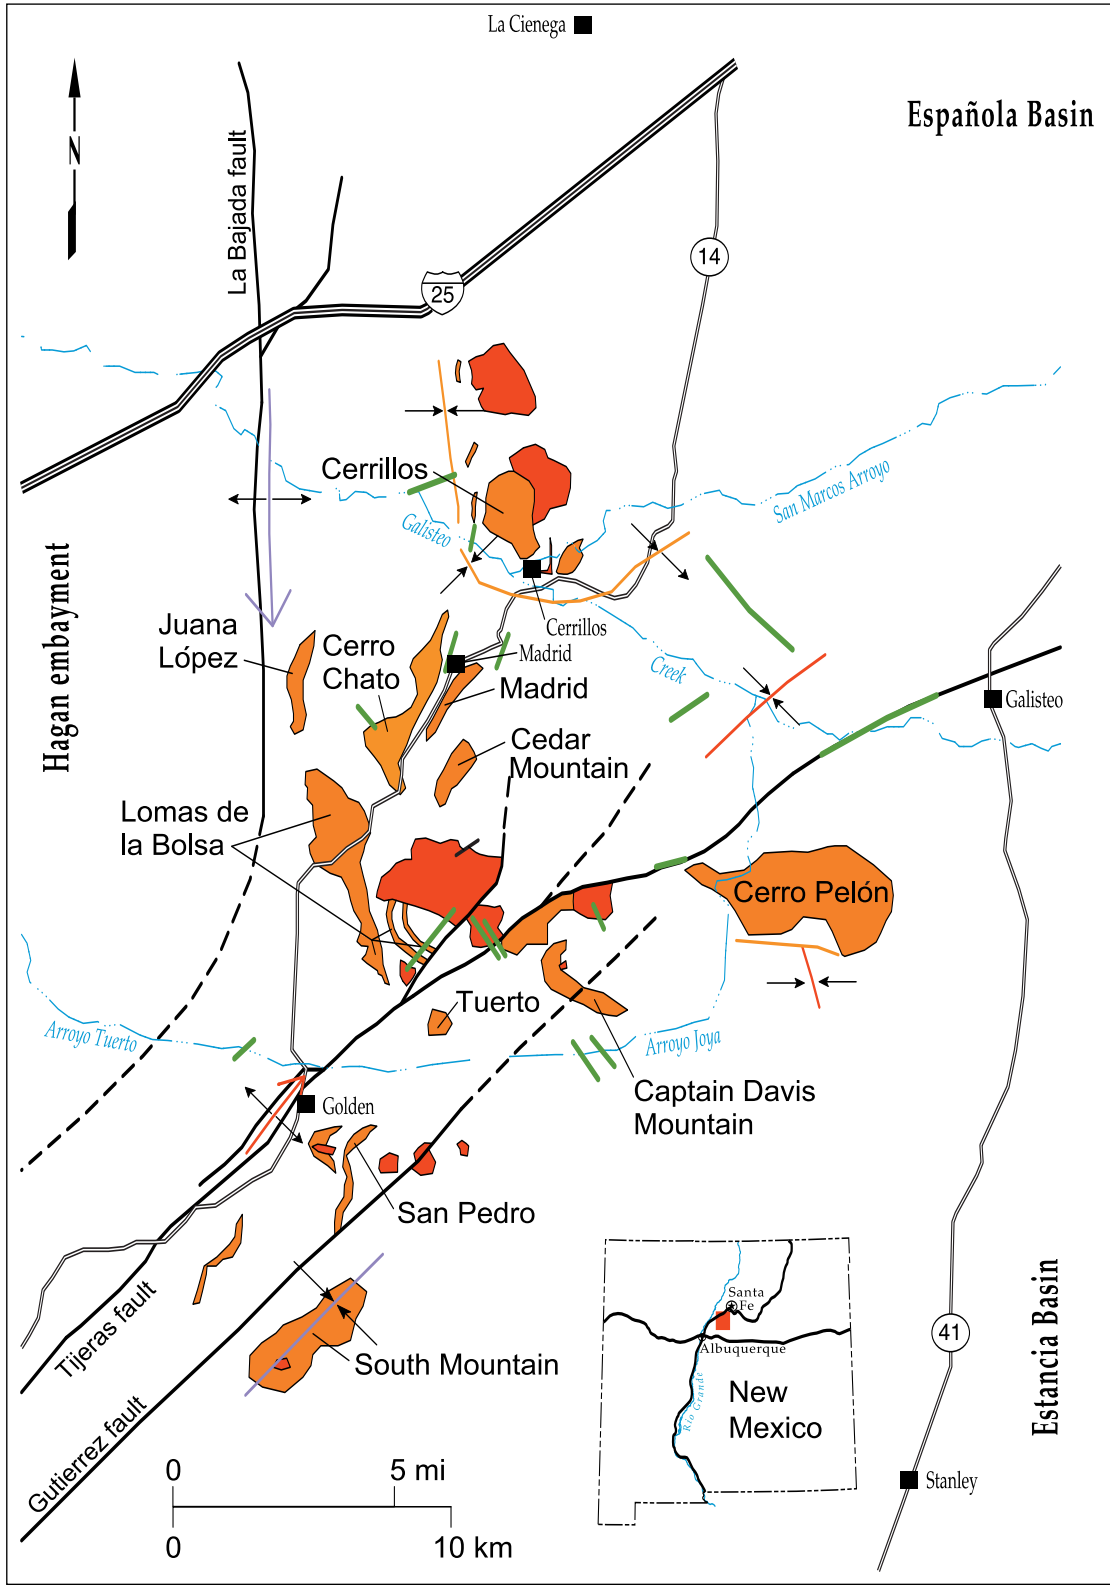 La Cienega
Española Basin
N
La Bajada fault
14
25
Cerrillos
San Marcos Arroyo
Galisteo
Hagan embayment
Juana
López
Cerro
Chato
Cerrillos
Madrid
Creek
Madrid
Galisteo
Cedar
Mountain
Lomas de
la Bolsa
Cerro Pelón
Tuerto
Arroyo Tuerto
Arroyo Joya
Captain Davis
Mountain
Golden
San Pedro
Tijeras fault
South Mountain
Gutierrez fault
Santa
Fe
Albuquerque
Rio Grande
New
Mexico
41
Estancia Basin
Stanley
0
5 mi
0
10 km